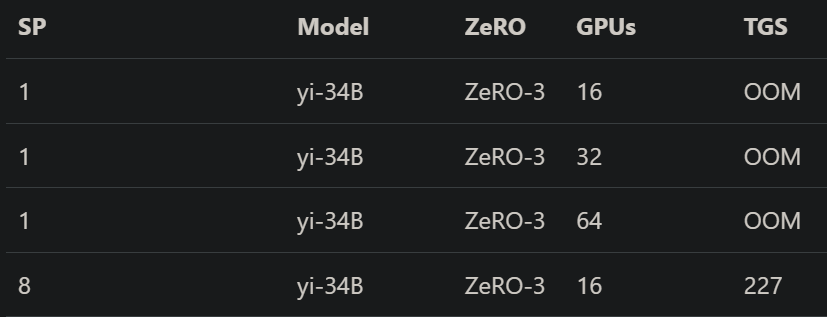 SP Model ZeRO GPUs TGS
1 yi-34B ZeRO-3 16 OOM
1 yi-34B ZeRO-3 32 OOM
1 yi-34B ZeRO-3 64 OOM
8 yi-34B ZeRO-3 16 227